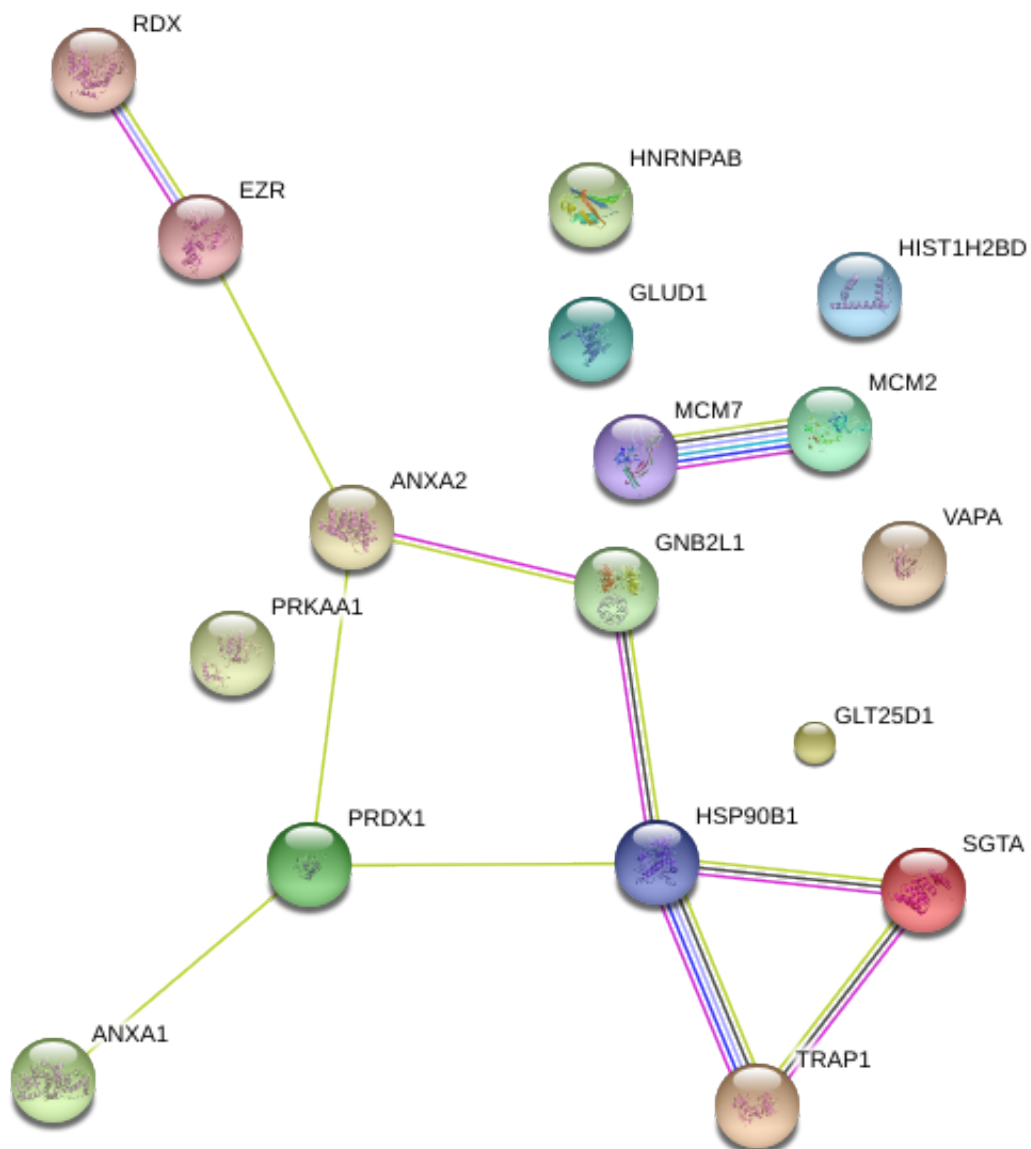 RDX
HNRNPAB
EZR
HIST1H2BD
GLUD1
MCM2
MCM7
ANXA2
VAPA
GNB2L1
PRKAA1
GLT25D1
HSP90B1
PRDX1
SGTA
ANXA1
TRAP1